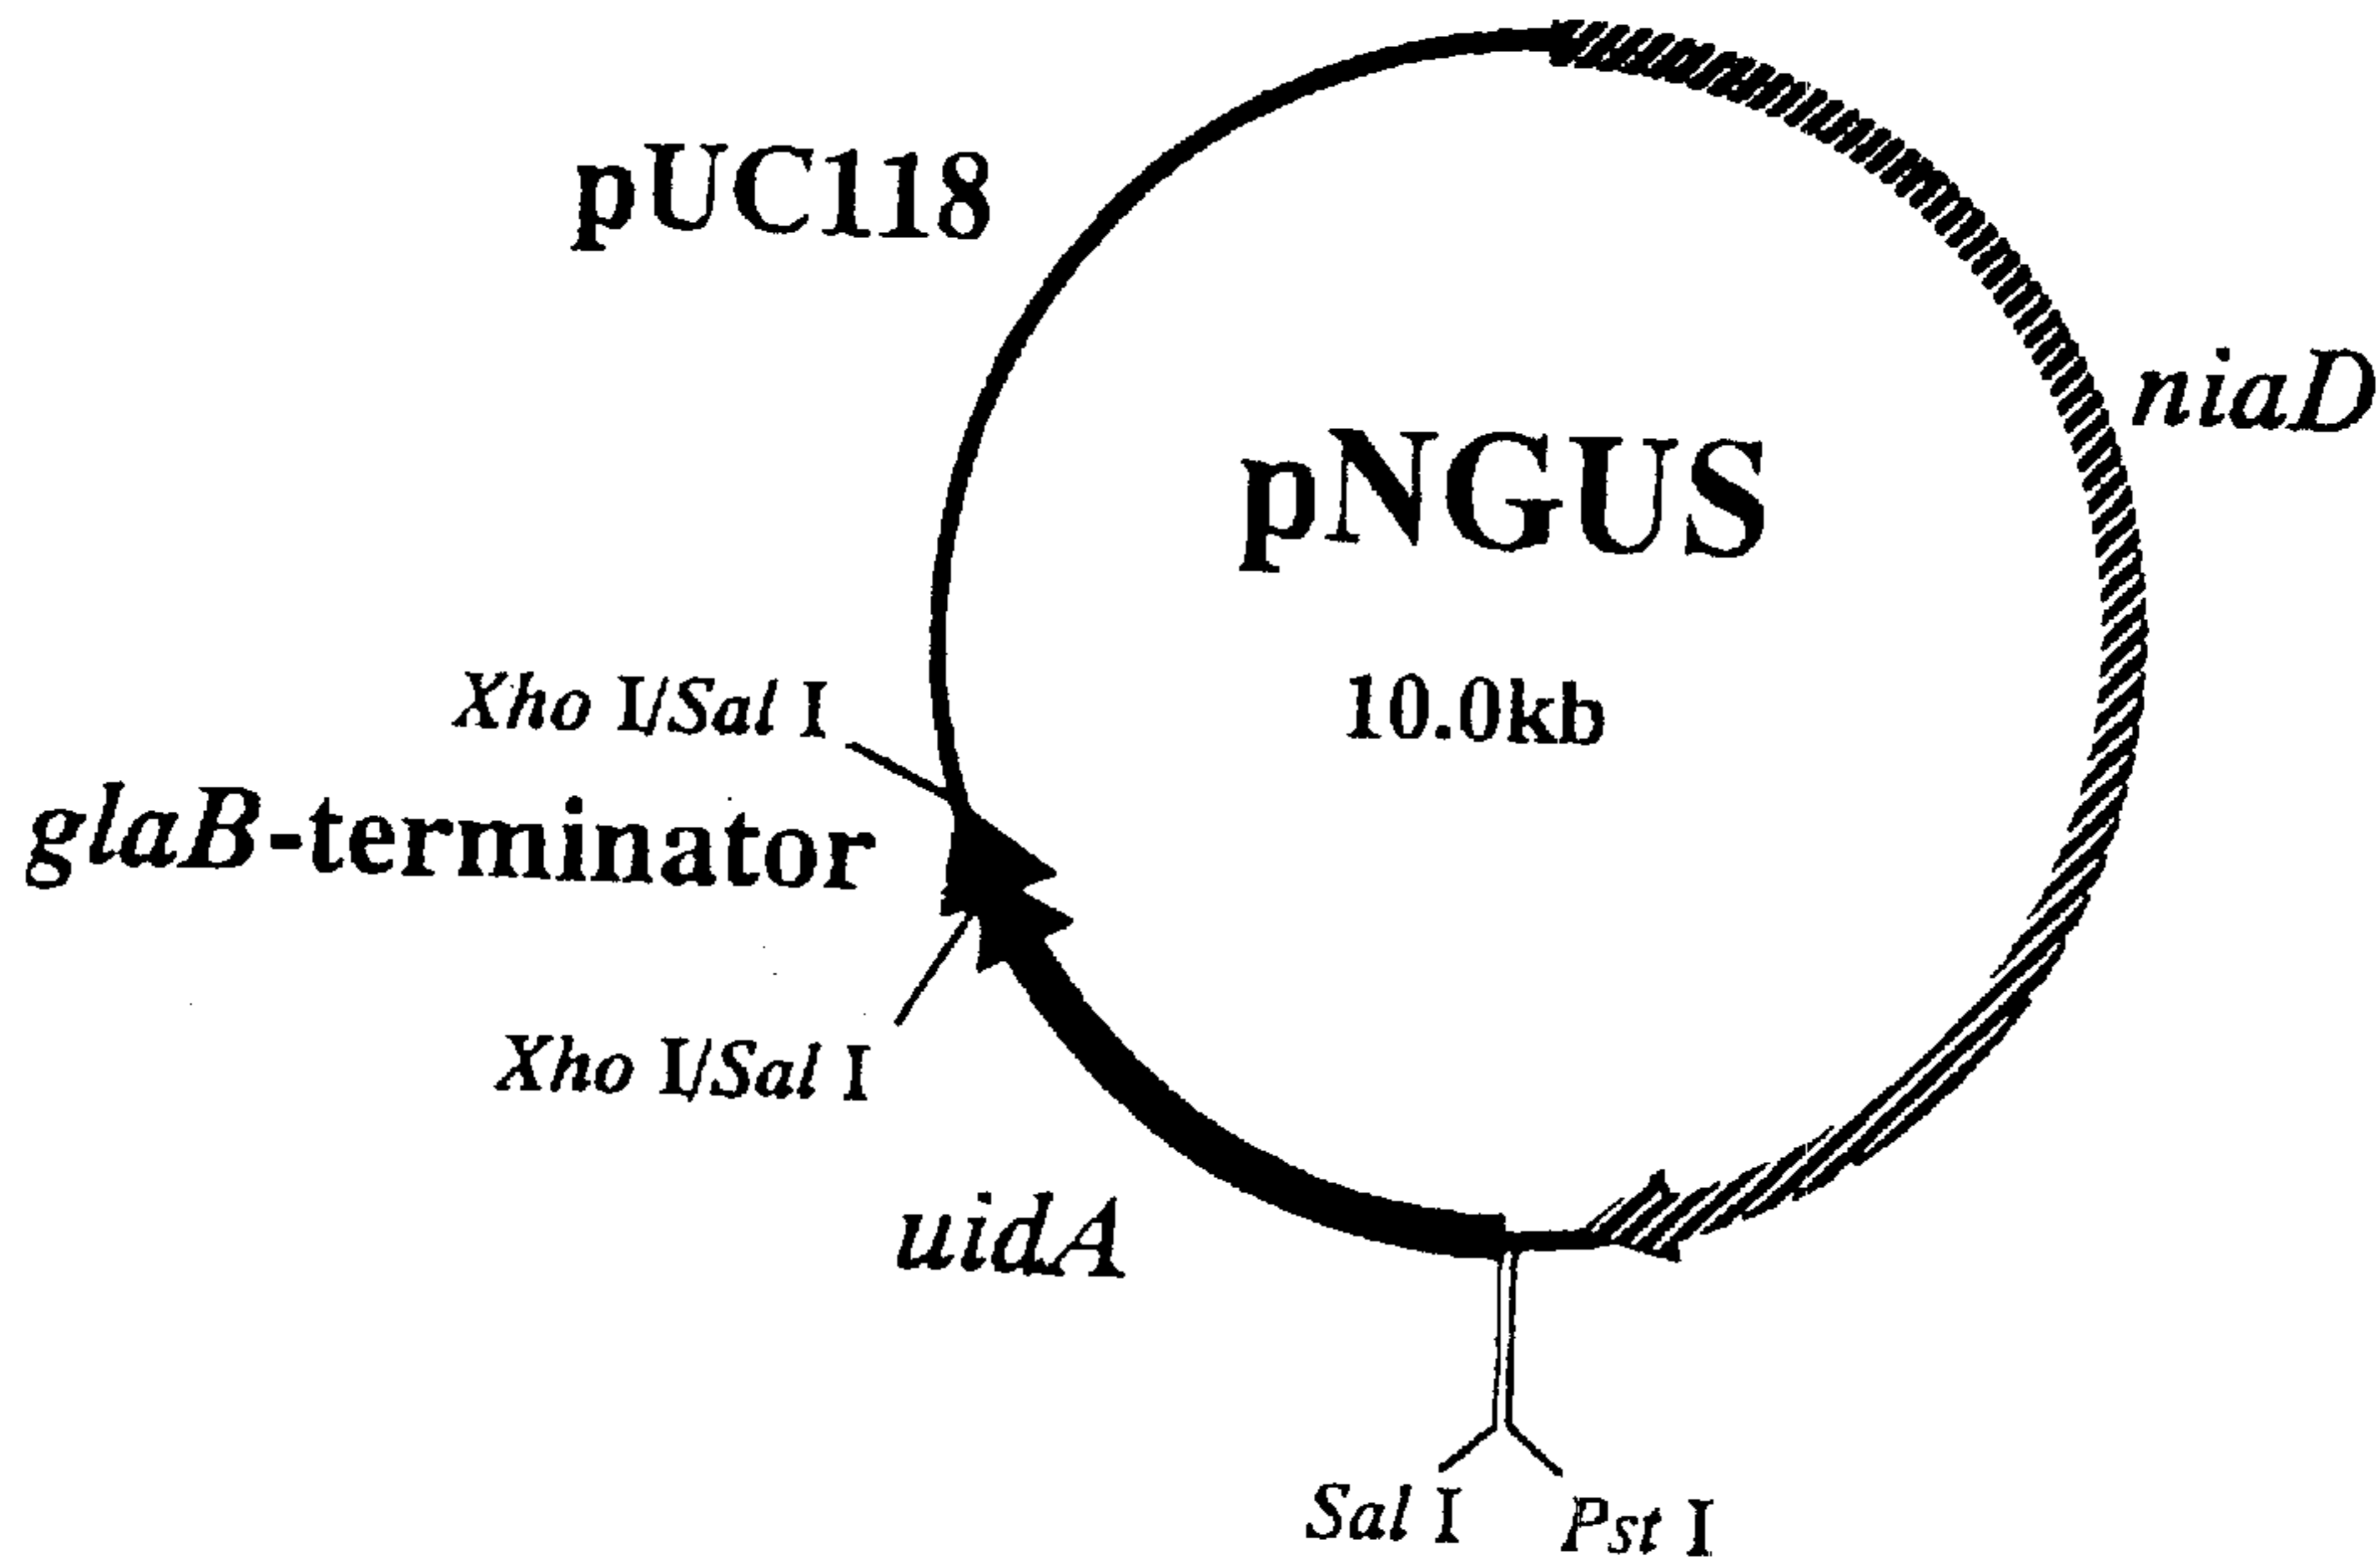 pUC118
niaD
pNGUS
10.0kb
Xho I/Sal I
glaB-terminator
Xho I/Sal I
uidA
Sal I
Pst I